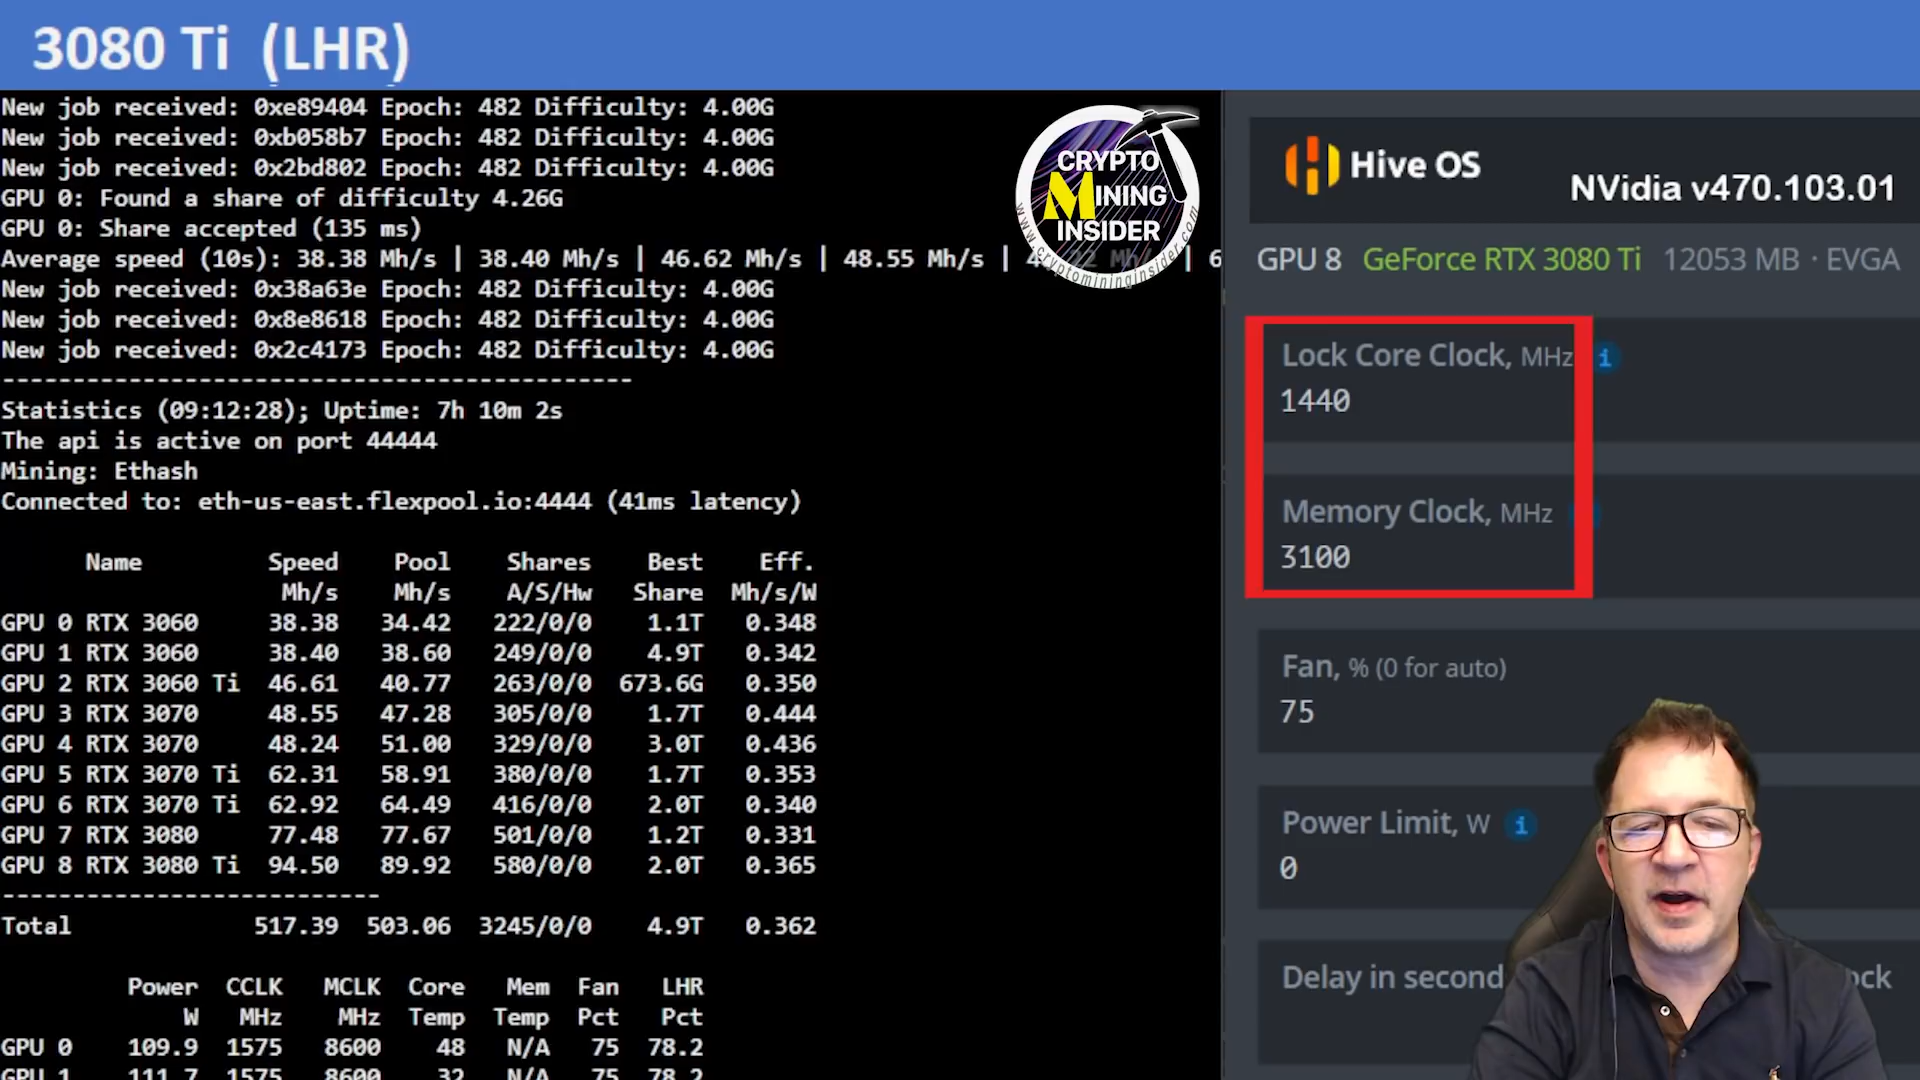 3080 Ti (LHR)
New job received: 0xe89404 Epoch: 482 Difficulty: 4.00G
New job received: 0xb058b7 Epoch: 482 Difficulty: 4.00G
New job received: 0x2bd802 Epoch: 482 Difficulty: 4.00G
GPU 0: Found a share of difficulty 4.26G
GPU 0: Share accepted (135 ms)
Average speed (10s): 38.38 Mh/s | 38.40 Mh/s | 46.62 Mh/s | 48.55 Mh/s |
New job received: 0x38a63e Epoch: 482 Difficulty: 4.00G
New job received: 0x8e8618 Epoch: 482 Difficulty: 4.00G
New job received: 0x2c4173 Epoch: 482 Difficulty: 4.00G
---------------------------------------------
Statistics (09:12:28); Uptime: 7h 10m 2s
The api is active on port 44444
Mining: Ethash
Connected to: eth-us-east.flexpool.io:4444 (41ms latency)
Name Speed Pool Shares Best Eff.
Mh/s Mh/s A/S/Hw Share Mh/s/W
GPU 0 RTX 3060 38.38 34.42 222/0/0 1.1T 0.348
GPU 1 RTX 3060 38.40 38.60 249/0/0 4.9T 0.342
GPU 2 RTX 3060 Ti 46.61 40.77 263/0/0 673.6G 0.350
GPU 3 RTX 3070 48.55 47.28 305/0/0 1.7T 0.444
GPU 4 RTX 3070 48.24 51.00 329/0/0 3.0T 0.436
GPU 5 RTX 3070 Ti 62.31 58.91 380/0/0 1.7T 0.353
GPU 6 RTX 3070 Ti 62.92 64.49 416/0/0 2.0T 0.340
GPU 7 RTX 3080 77.48 77.67 501/0/0 1.2T 0.331
GPU 8 RTX 3080 Ti 94.50 89.92 580/0/0 2.0T 0.365
---------------------------
Total 517.39 503.06 3245/0/0 4.9T 0.362
Power CCLK MCLK Core Mem Fan LHR
W MHz MHz Temp Temp Pct Pct
GPU 0 109.9 1575 8600 48 N/A 75 78.2
GPU 1 111.7 1575 8600 32 N/A 75 78.2
CRYPTO
MINING
INSIDER
www.cryptomininginsider.com
Hive OS
NVidia v470.103.01
GPU 8 GeForce RTX 3080 Ti 12053 MB · EVGA
Lock Core Clock, MHz i
1440
Memory Clock, MHz
3100
Fan, % (0 for auto)
75
Power Limit, W i
0
Delay in second